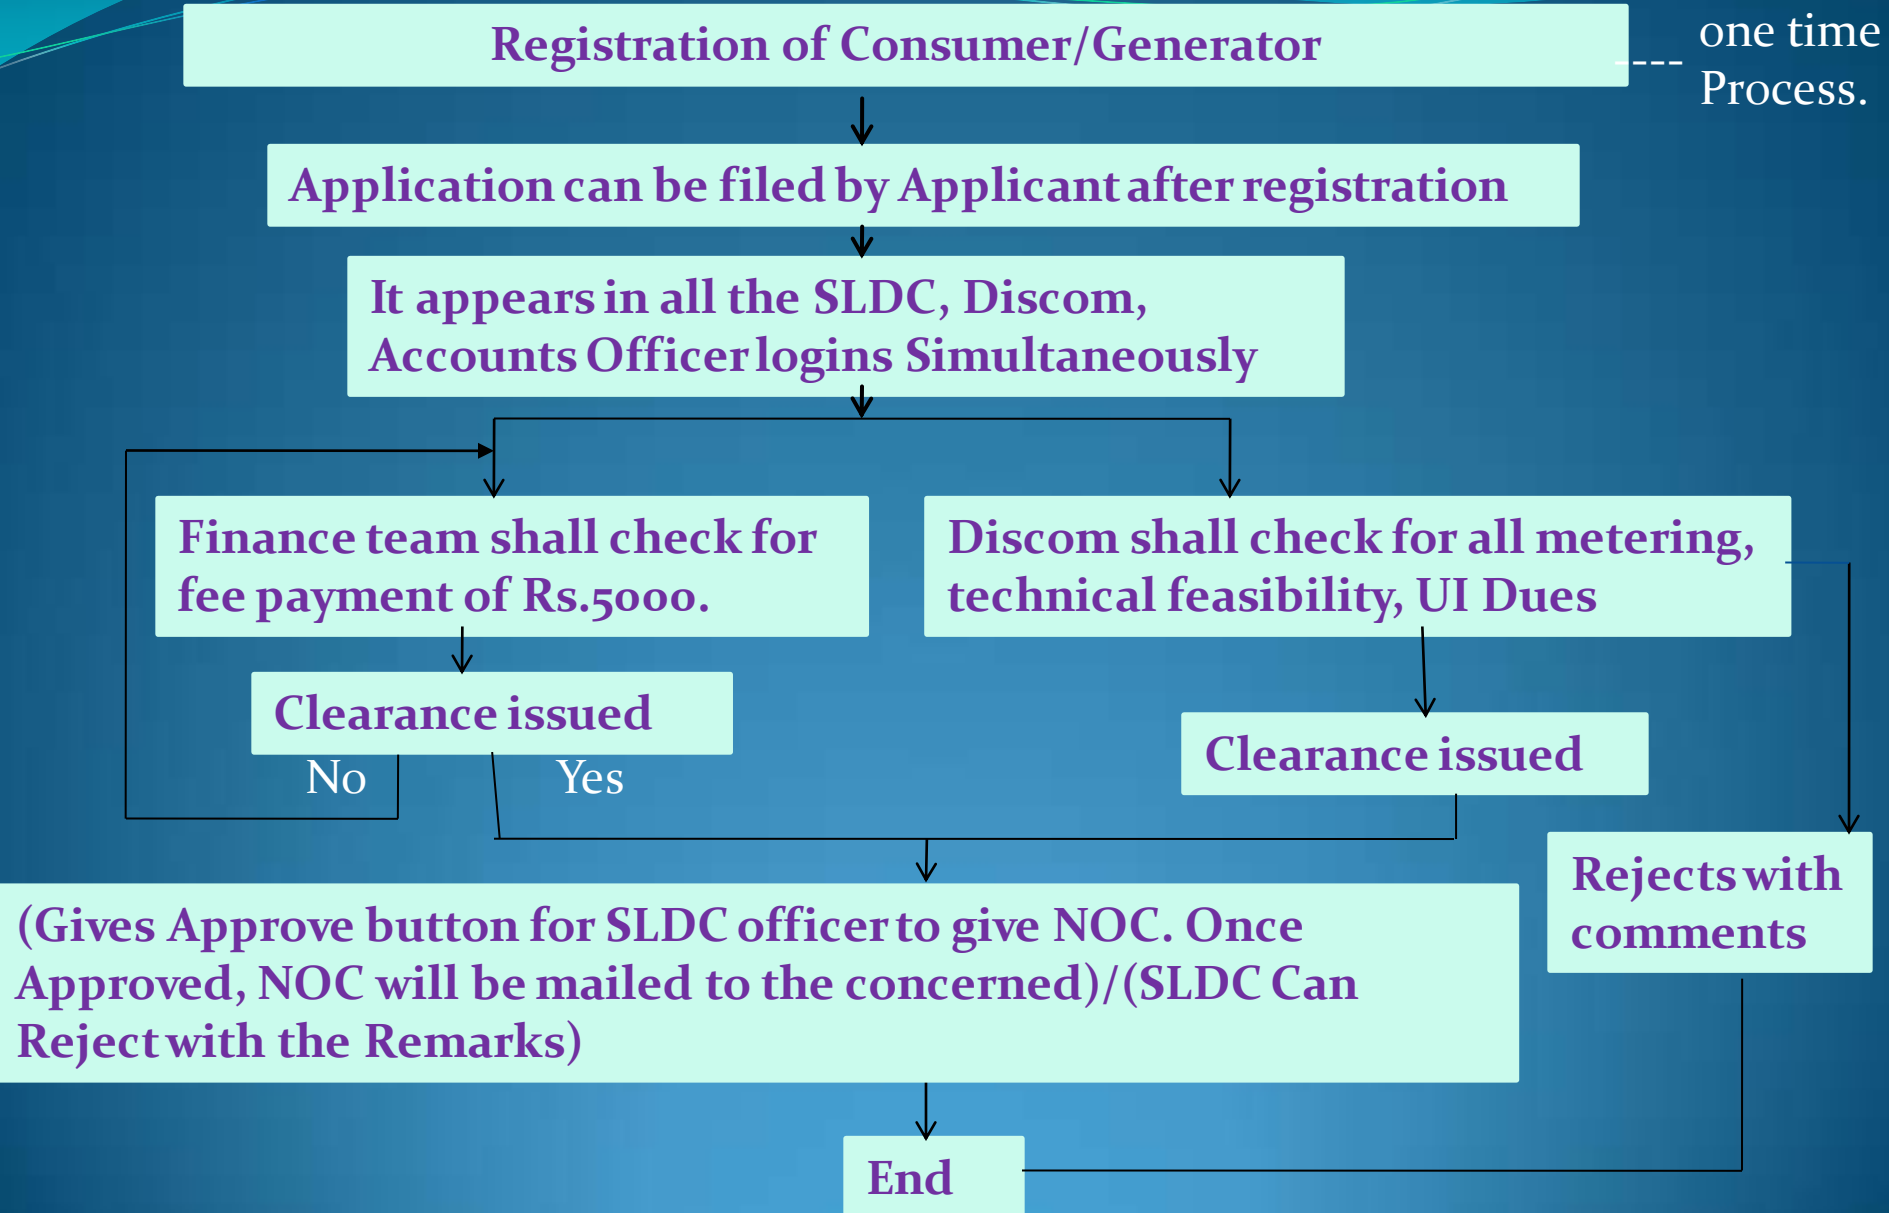 Registration of Consumer/Generator
---- one time
Process.
Application can be filed by Applicant after registration
It appears in all the SLDC, Discom,
Accounts Officer logins Simultaneously
Finance team shall check for
fee payment of Rs.5000.
Discom shall check for all metering,
technical feasibility, UI Dues
Clearance issued
No
Yes
Clearance issued
Rejects with
comments
(Gives Approve button for SLDC officer to give NOC. Once
Approved, NOC will be mailed to the concerned)/(SLDC Can
Reject with the Remarks)
End